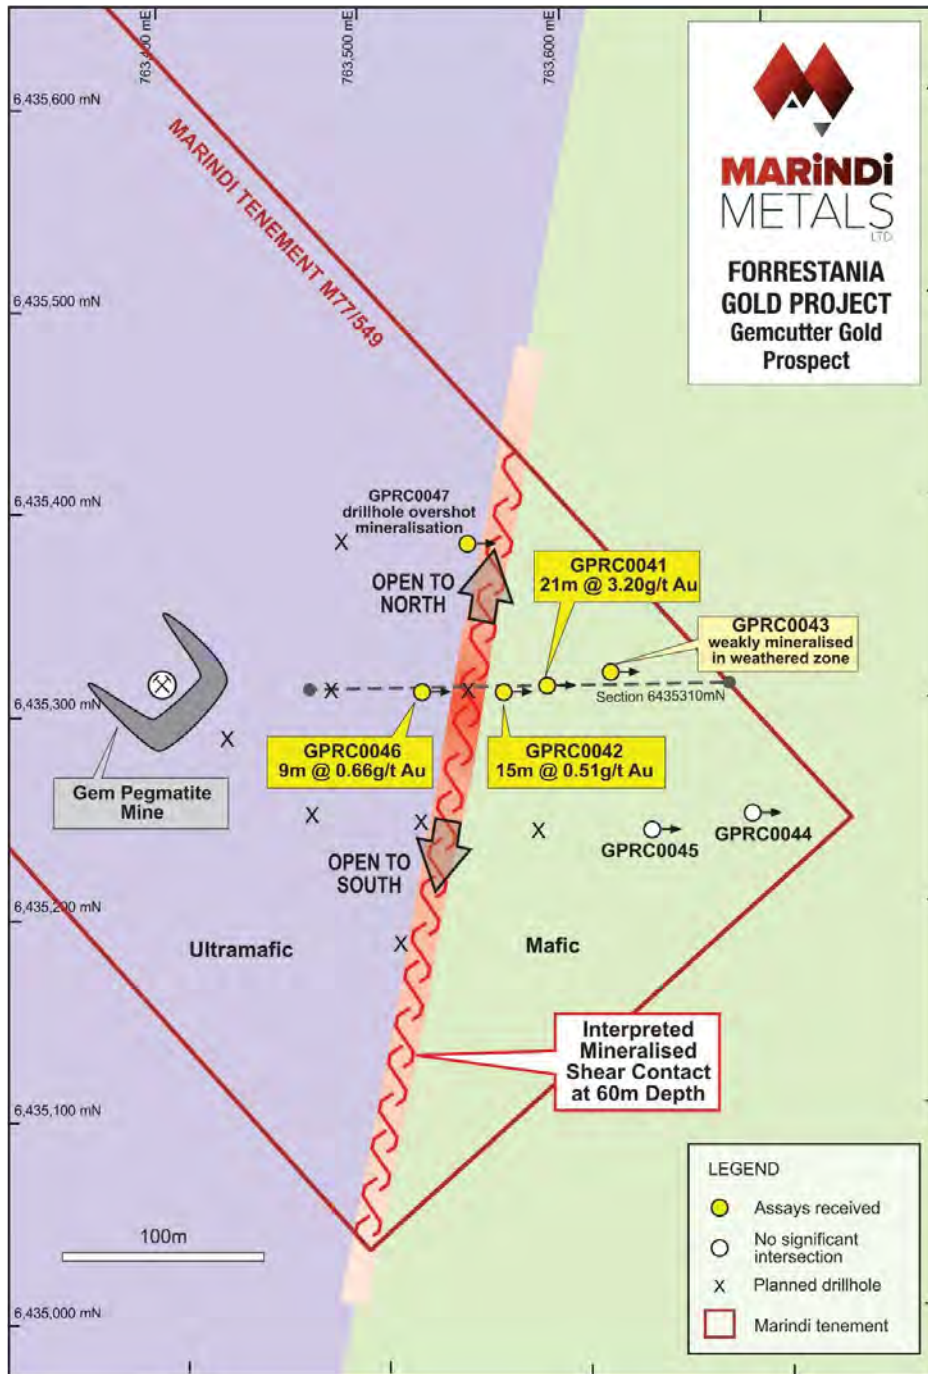 763,400 mE
763,500 mE
763,600 mE
MARiNDi
METALS
LTD
FORRESTANIA
GOLD PROJECT
Gemcutter Gold
Prospect
6,435,600 mN
MARINDI TENEMENT M77/549
6,435,500 mN
6,435,400 mN
GPRC0047
drillhole overshot
mineralisation
OPEN TO
NORTH
GPRC0041
21m @ 3.20g/t Au
GPRC0043
weakly mineralised
in weathered zone
Section 6435310mN
6,435,300 mN
GPRC0046
9m @ 0.66g/t Au
GPRC0042
15m @ 0.51g/t Au
Gem Pegmatite
Mine
X
X
X
X
X
X
X
X
GPRC0045
GPRC0044
OPEN TO
SOUTH
6,435,200 mN
Ultramafic
Mafic
Interpreted
Mineralised
Shear Contact
at 60m Depth
6,435,100 mN
100m
6,435,000 mN
LEGEND
Assays received
No significant
intersection
X Planned drillhole
Marindi tenement